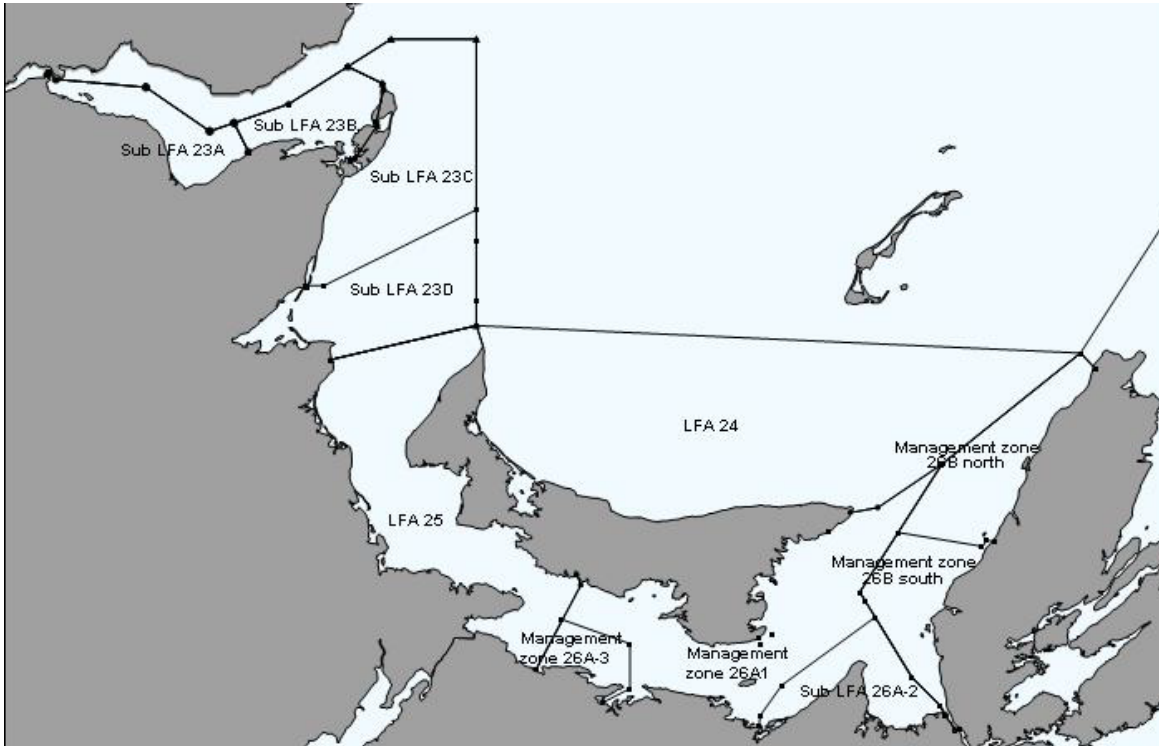 Sub LFA 23B
Sub LFA 23A
Sub LFA 23C
Sub LFA 23D
LFA 24
Management zone
26B north
LFA 25
Management zone
26B south
Management
zone 26A-3
Management
zone 26A1
Sub LFA 26A-2